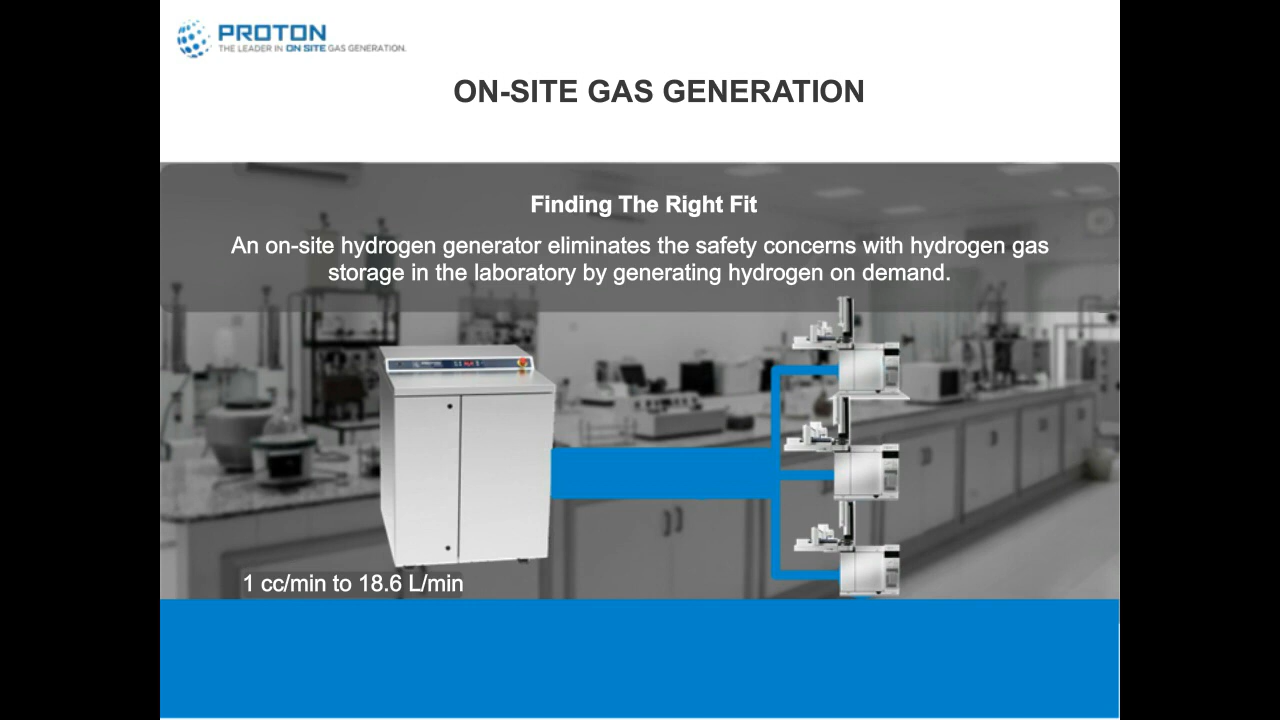 PROTON
THE LEADER IN ON SITE GAS GENERATION.
ON-SITE GAS GENERATION
Finding The Right Fit
An on-site hydrogen generator eliminates the safety concerns with hydrogen gas
storage in the laboratory by generating hydrogen on demand.
1 cc/min to 18.6 L/min